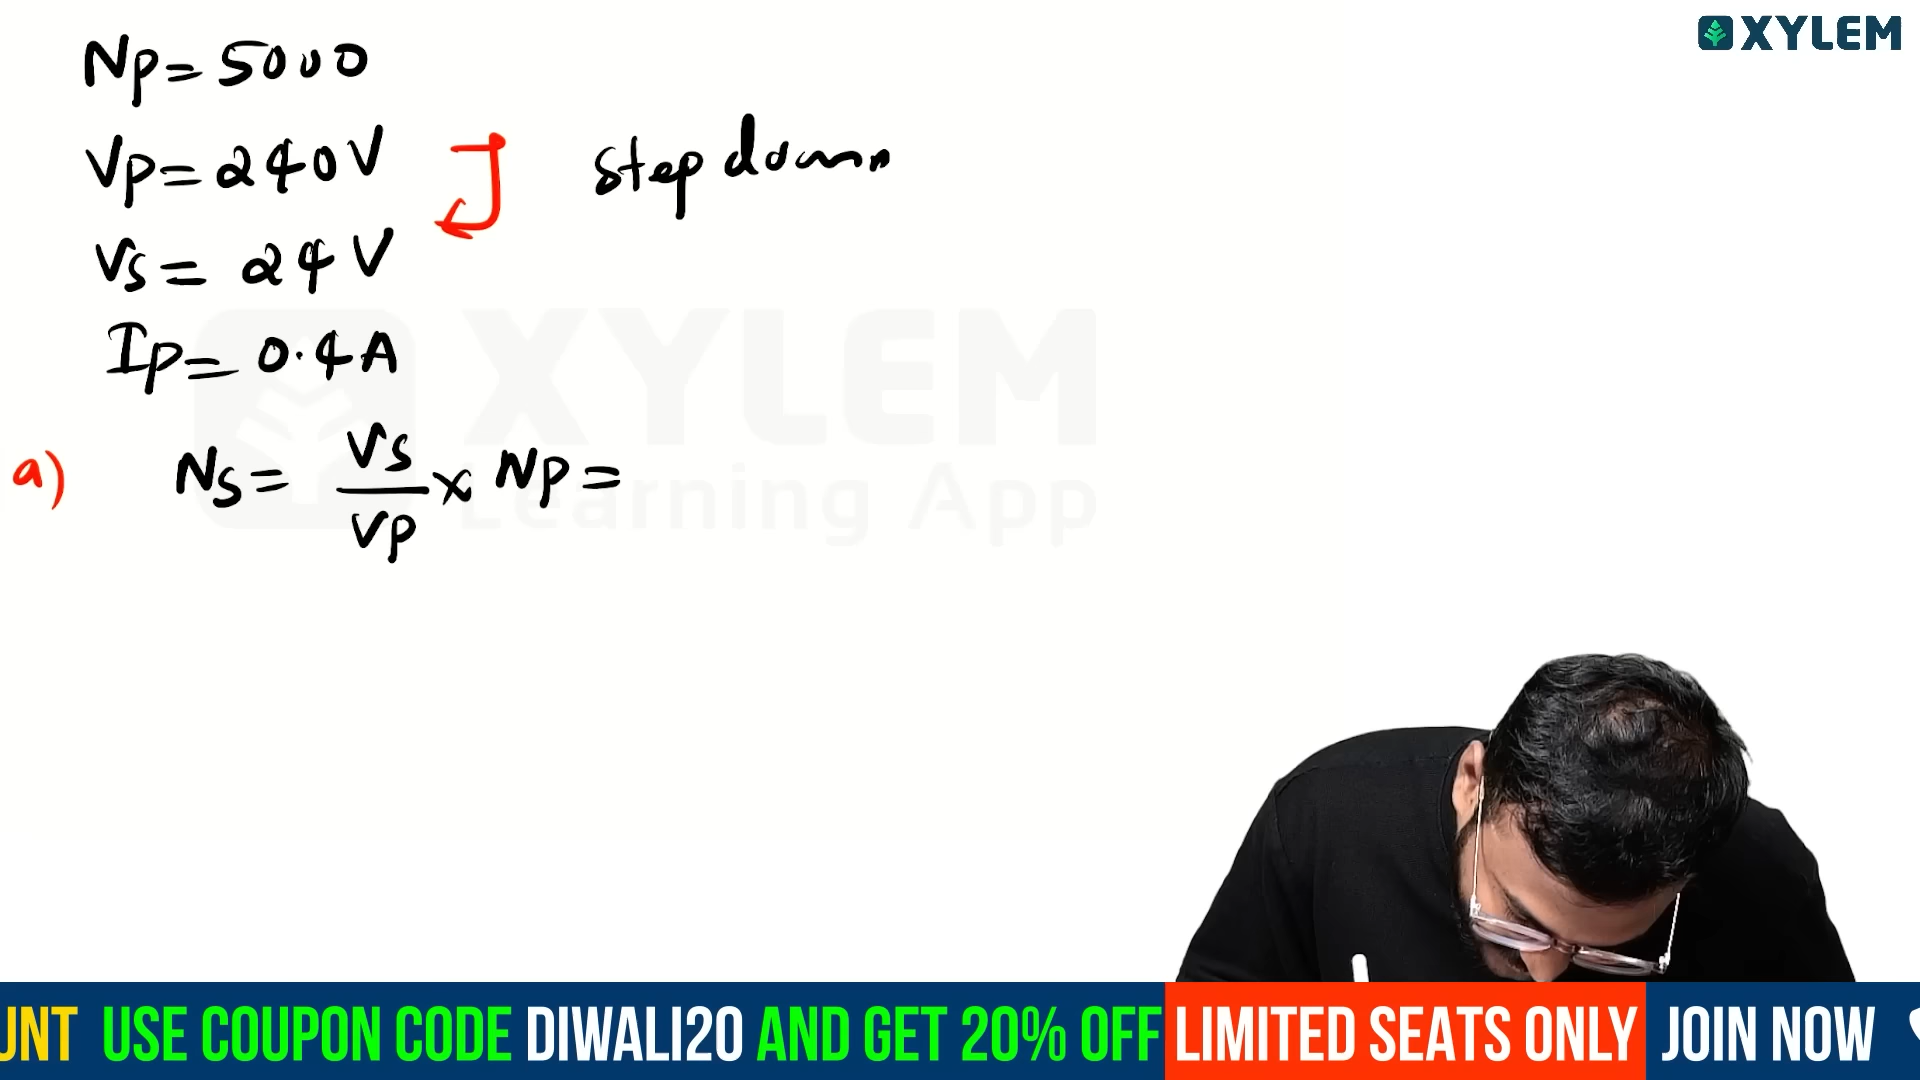 XYLEM
Np = 5000
Vp = 240V
step down
Vs = 24V
Ip = 0.4A
a) Ns = Vs/Vp x Np =
XYLEM
Learning App
UNT USE COUPON CODE DIWALI20 AND GET 20% OFF LIMITED SEATS ONLY JOIN NOW